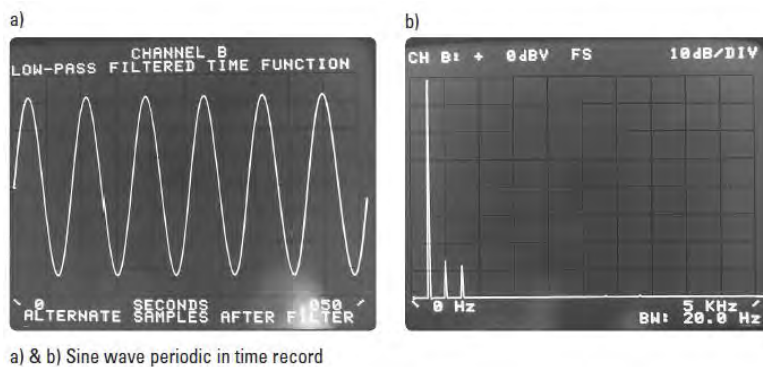 a)
CHANNEL B
LOW-PASS FILTERED TIME FUNCTION
0 SECONDS .050
ALTERNATE SAMPLES AFTER FILTER
b)
CH B: + 0dBV FS 10dB/DIV
0 Hz 5 KHz
BW: 20.0 Hz
a) & b) Sine wave periodic in time record